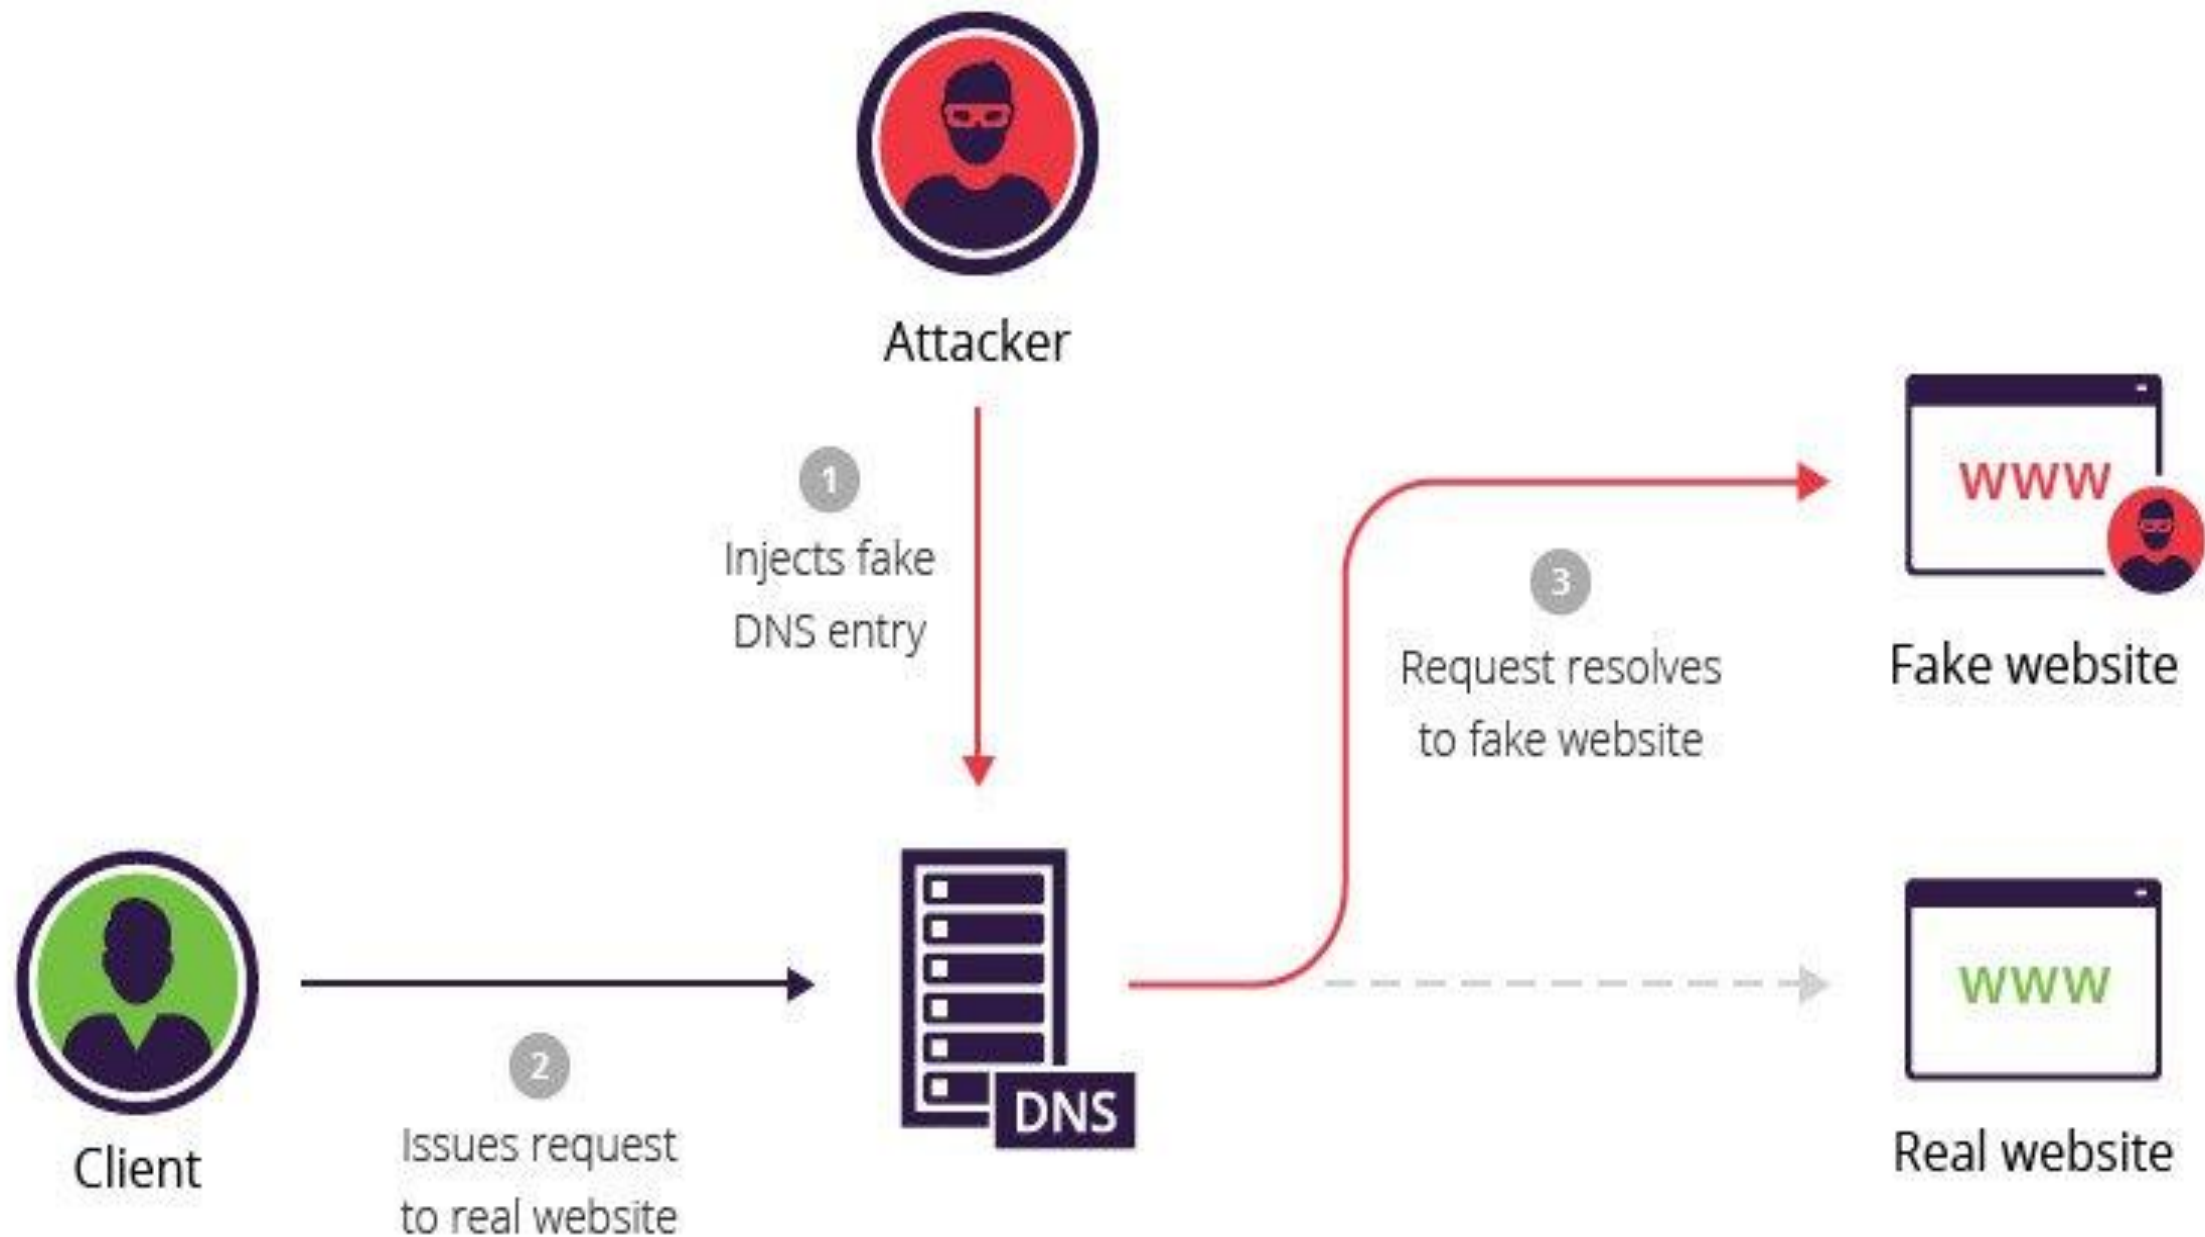 Attacker
1
Injects fake
DNS entry
www
3
Request resolves
to fake website
Fake website
DNS
www
Client
2
Issues request
to real website
Real website